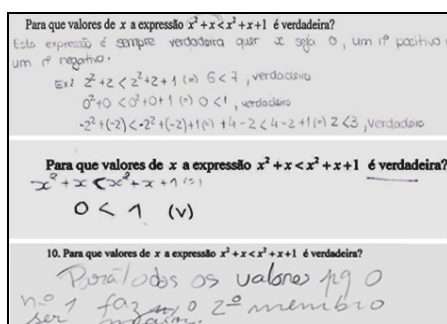 Para que valores de x a expressão x² + x < x² + x + 1 é verdadeira?
Esta expressão é sempre verdadeira quer x seja 0, um nº positivo
um nº negativo.
Ex: 2²+2 < 2²+2+1 (=) 6 < 7, verdadeiro
0²+0 < 0²+0+1 (=) 0 < 1, verdadeiro
-2²+(-2) < -2²+(-2)+1 (=) +4-2 < 4-2+1 (=) 2 < 3, verdadeiro
Para que valores de x a expressão x² + x < x² + x + 1 é verdadeira?
x² + x < x² + x + 1 (=)
0 < 1 (v)
10. Para que valores de x a expressão x² + x < x² + x + 1 é verdadeira?
Para todos os valores pq o
nº 1 faz o 2º membro
ser maior.